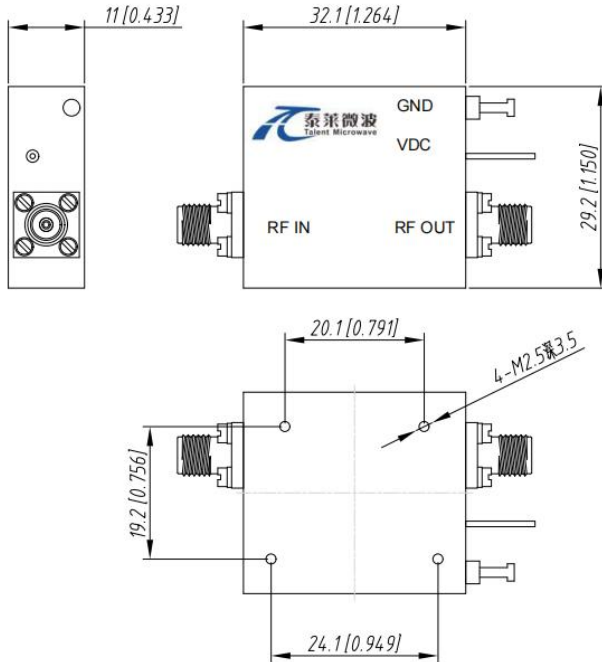 11 [0.433]
32.1 [1.264]
泰莱微波
Talent Microwave
GND
VDC
29.2 [1.150]
RF IN
RF OUT
20.1 [0.791]
4-M2.5深3.5
19.2 [0.756]
24.1 [0.949]